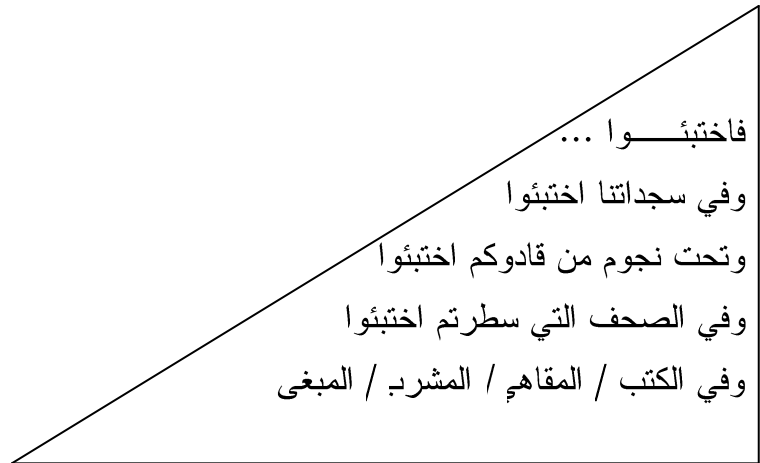 فاختبئـــــوا ...
وفي سجداتنا اختبئوا
وتحت نجوم من قادوكم اختبئوا
وفي الصحف التي سطرتم اختبئوا
وفي الكتب / المقاهي / المشرب / المبغى